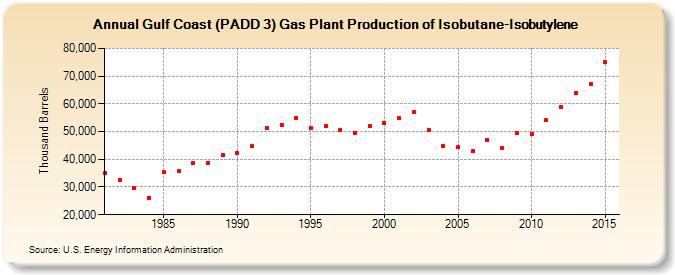 Annual Gulf Coast (PADD 3) Gas Plant Production of Isobutane-Isobutylene
Thousand Barrels
80,000
70,000
60,000
50,000
40,000
30,000
20,000
1985 1990 1995 2000 2005 2010 2015
Source: U.S. Energy Information Administration